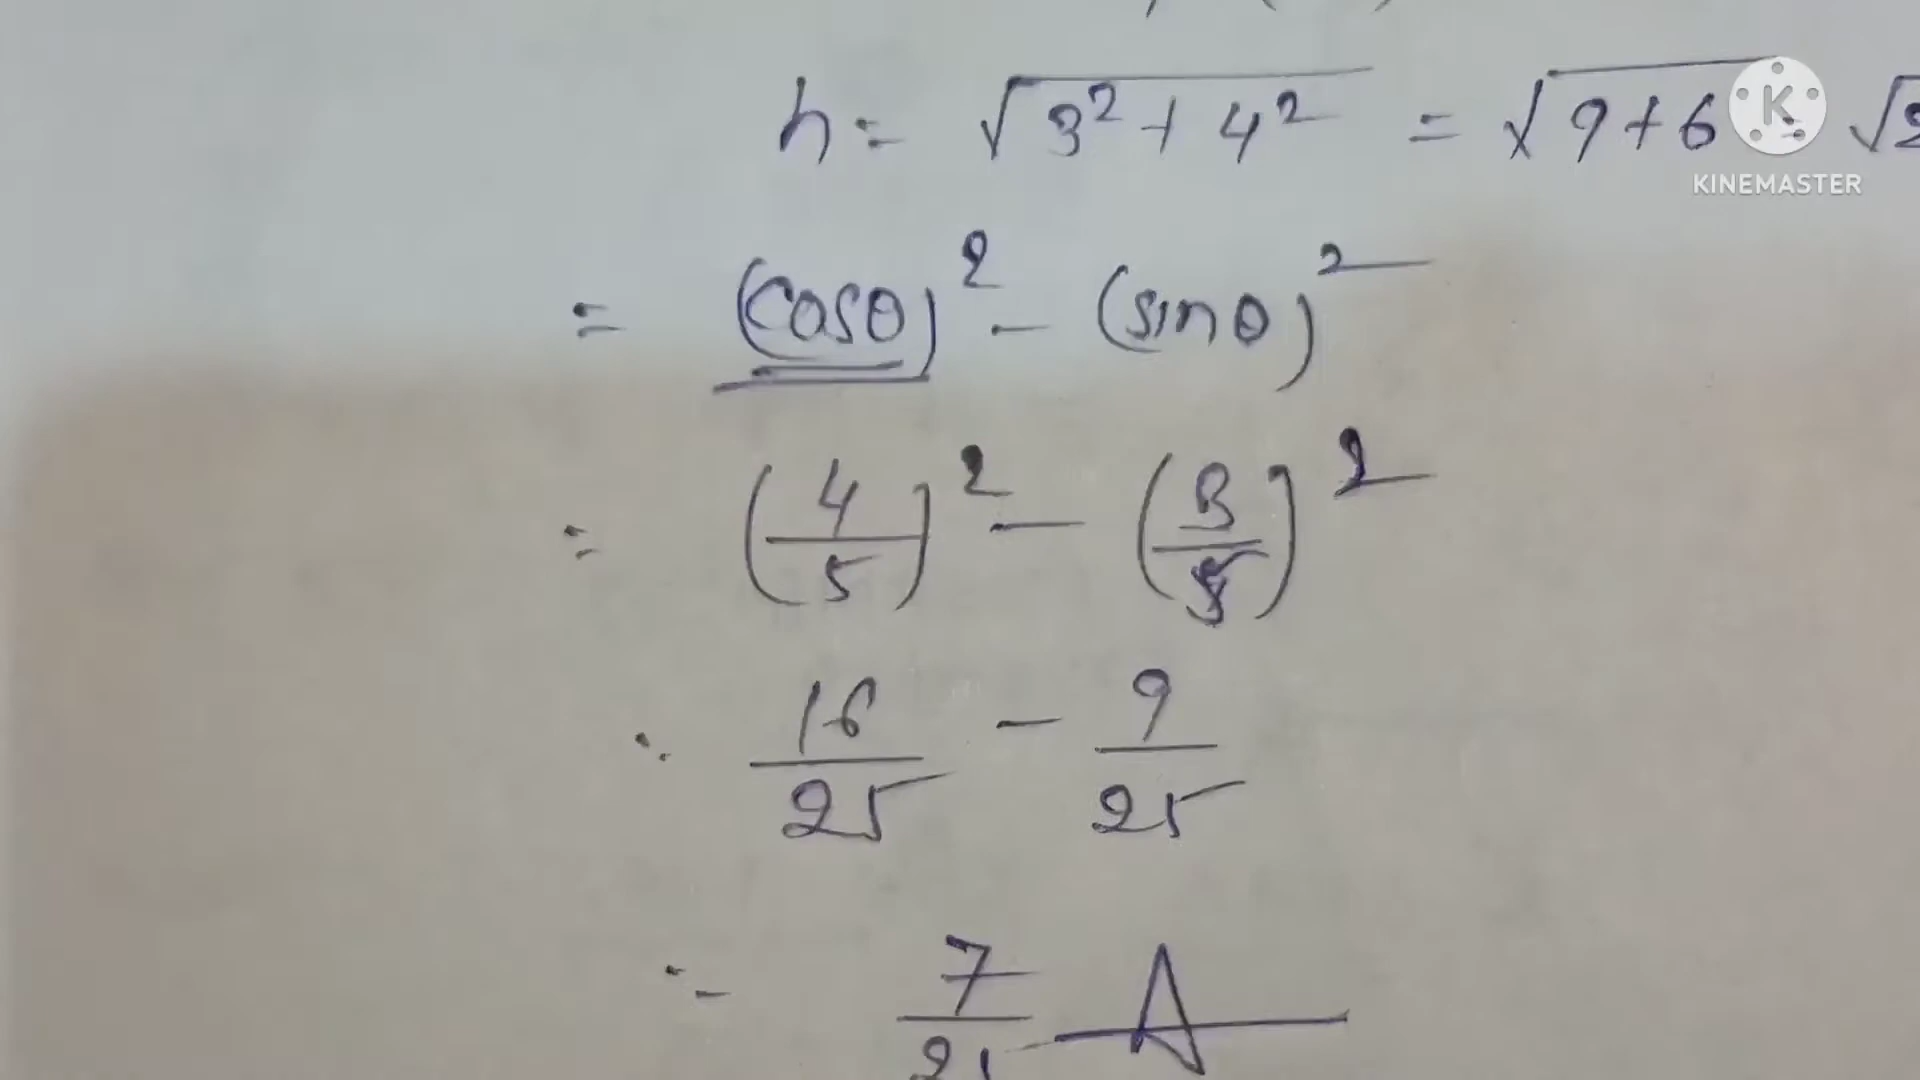 h = √3² + 4² = √9+6 = √2
KINEMASTER
= (cosθ)² - (sinθ)²
= (4/5)² - (3/5)²
= 16/25 - 9/25
= 7/25 A